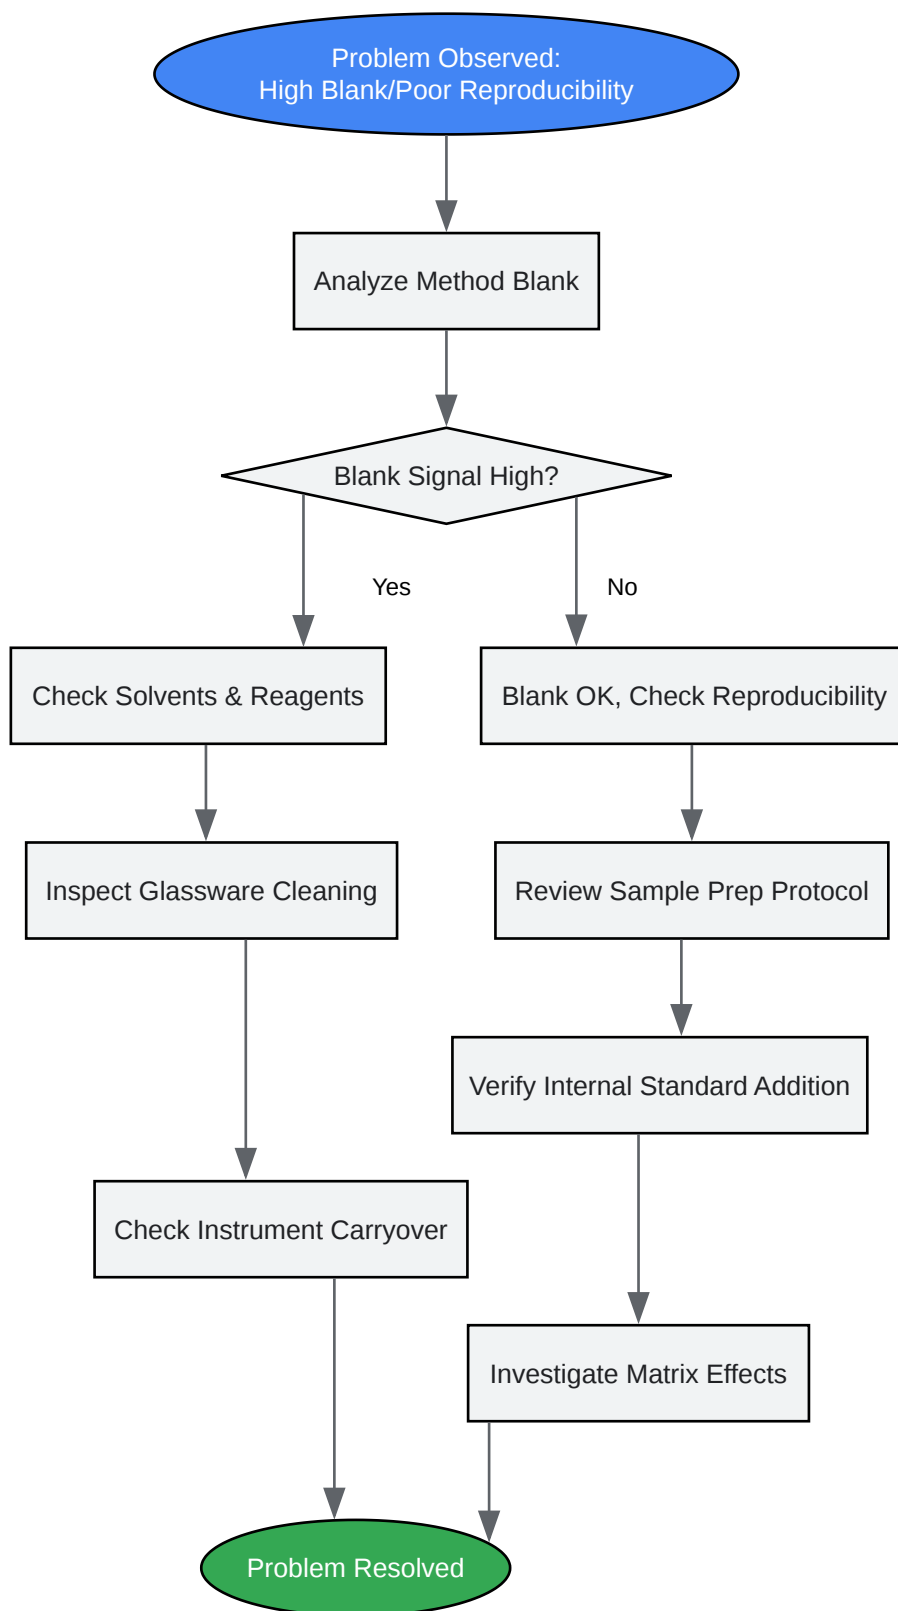 Problem Observed:
High Blank/Poor Reproducibility
Analyze Method Blank
Blank Signal High?
Yes
No
Check Solvents & Reagents
Blank OK, Check Reproducibility
Inspect Glassware Cleaning
Review Sample Prep Protocol
Verify Internal Standard Addition
Check Instrument Carryover
Investigate Matrix Effects
Problem Resolved